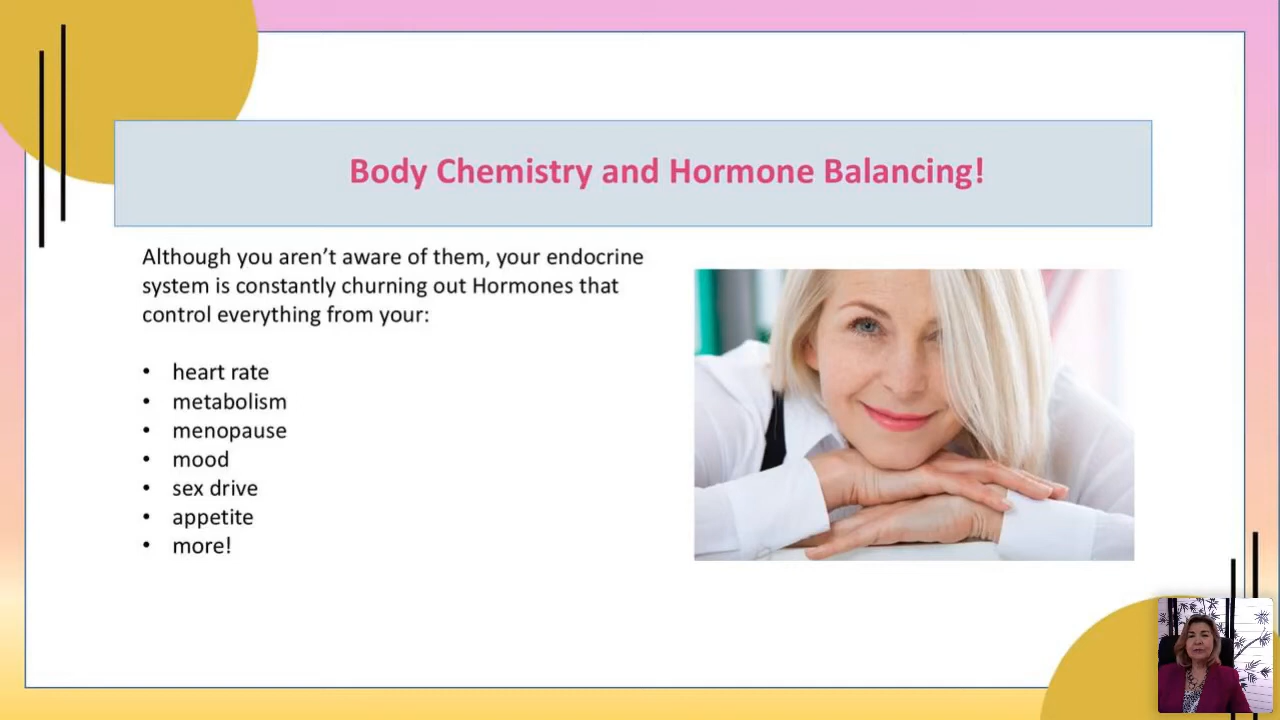 Body Chemistry and Hormone Balancing!
Although you aren’t aware of them, your endocrine
system is constantly churning out Hormones that
control everything from your:
• heart rate
• metabolism
• menopause
• mood
• sex drive
• appetite
• more!